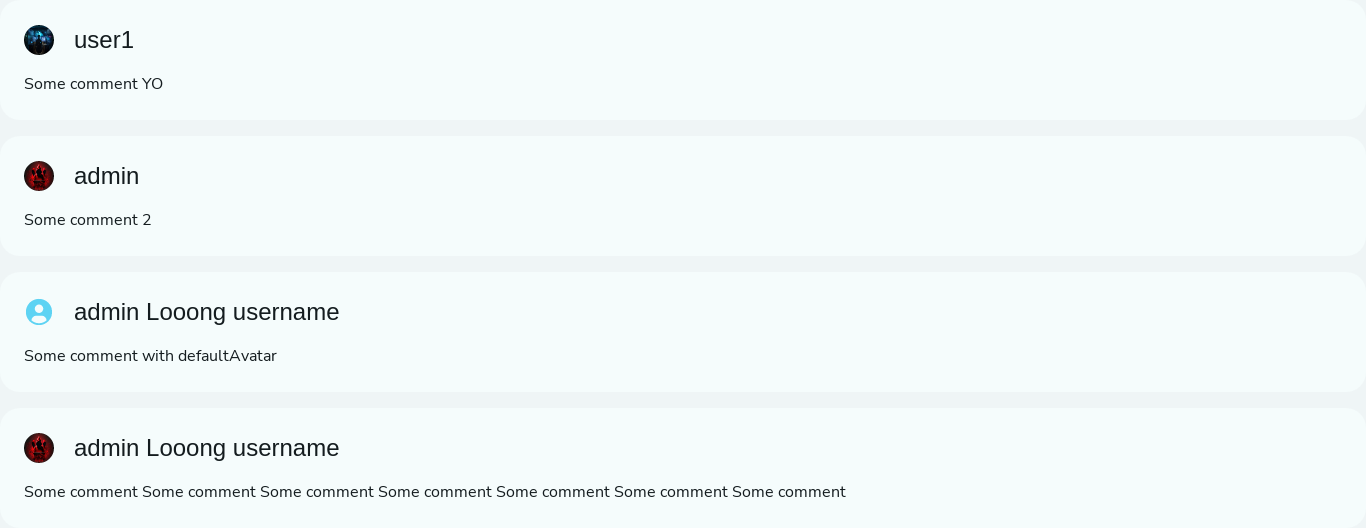 user1
Some comment YO
admin
Some comment 2
admin Looong username
Some comment with defaultAvatar
admin Looong username
Some comment Some comment Some comment Some comment Some comment Some comment Some comment